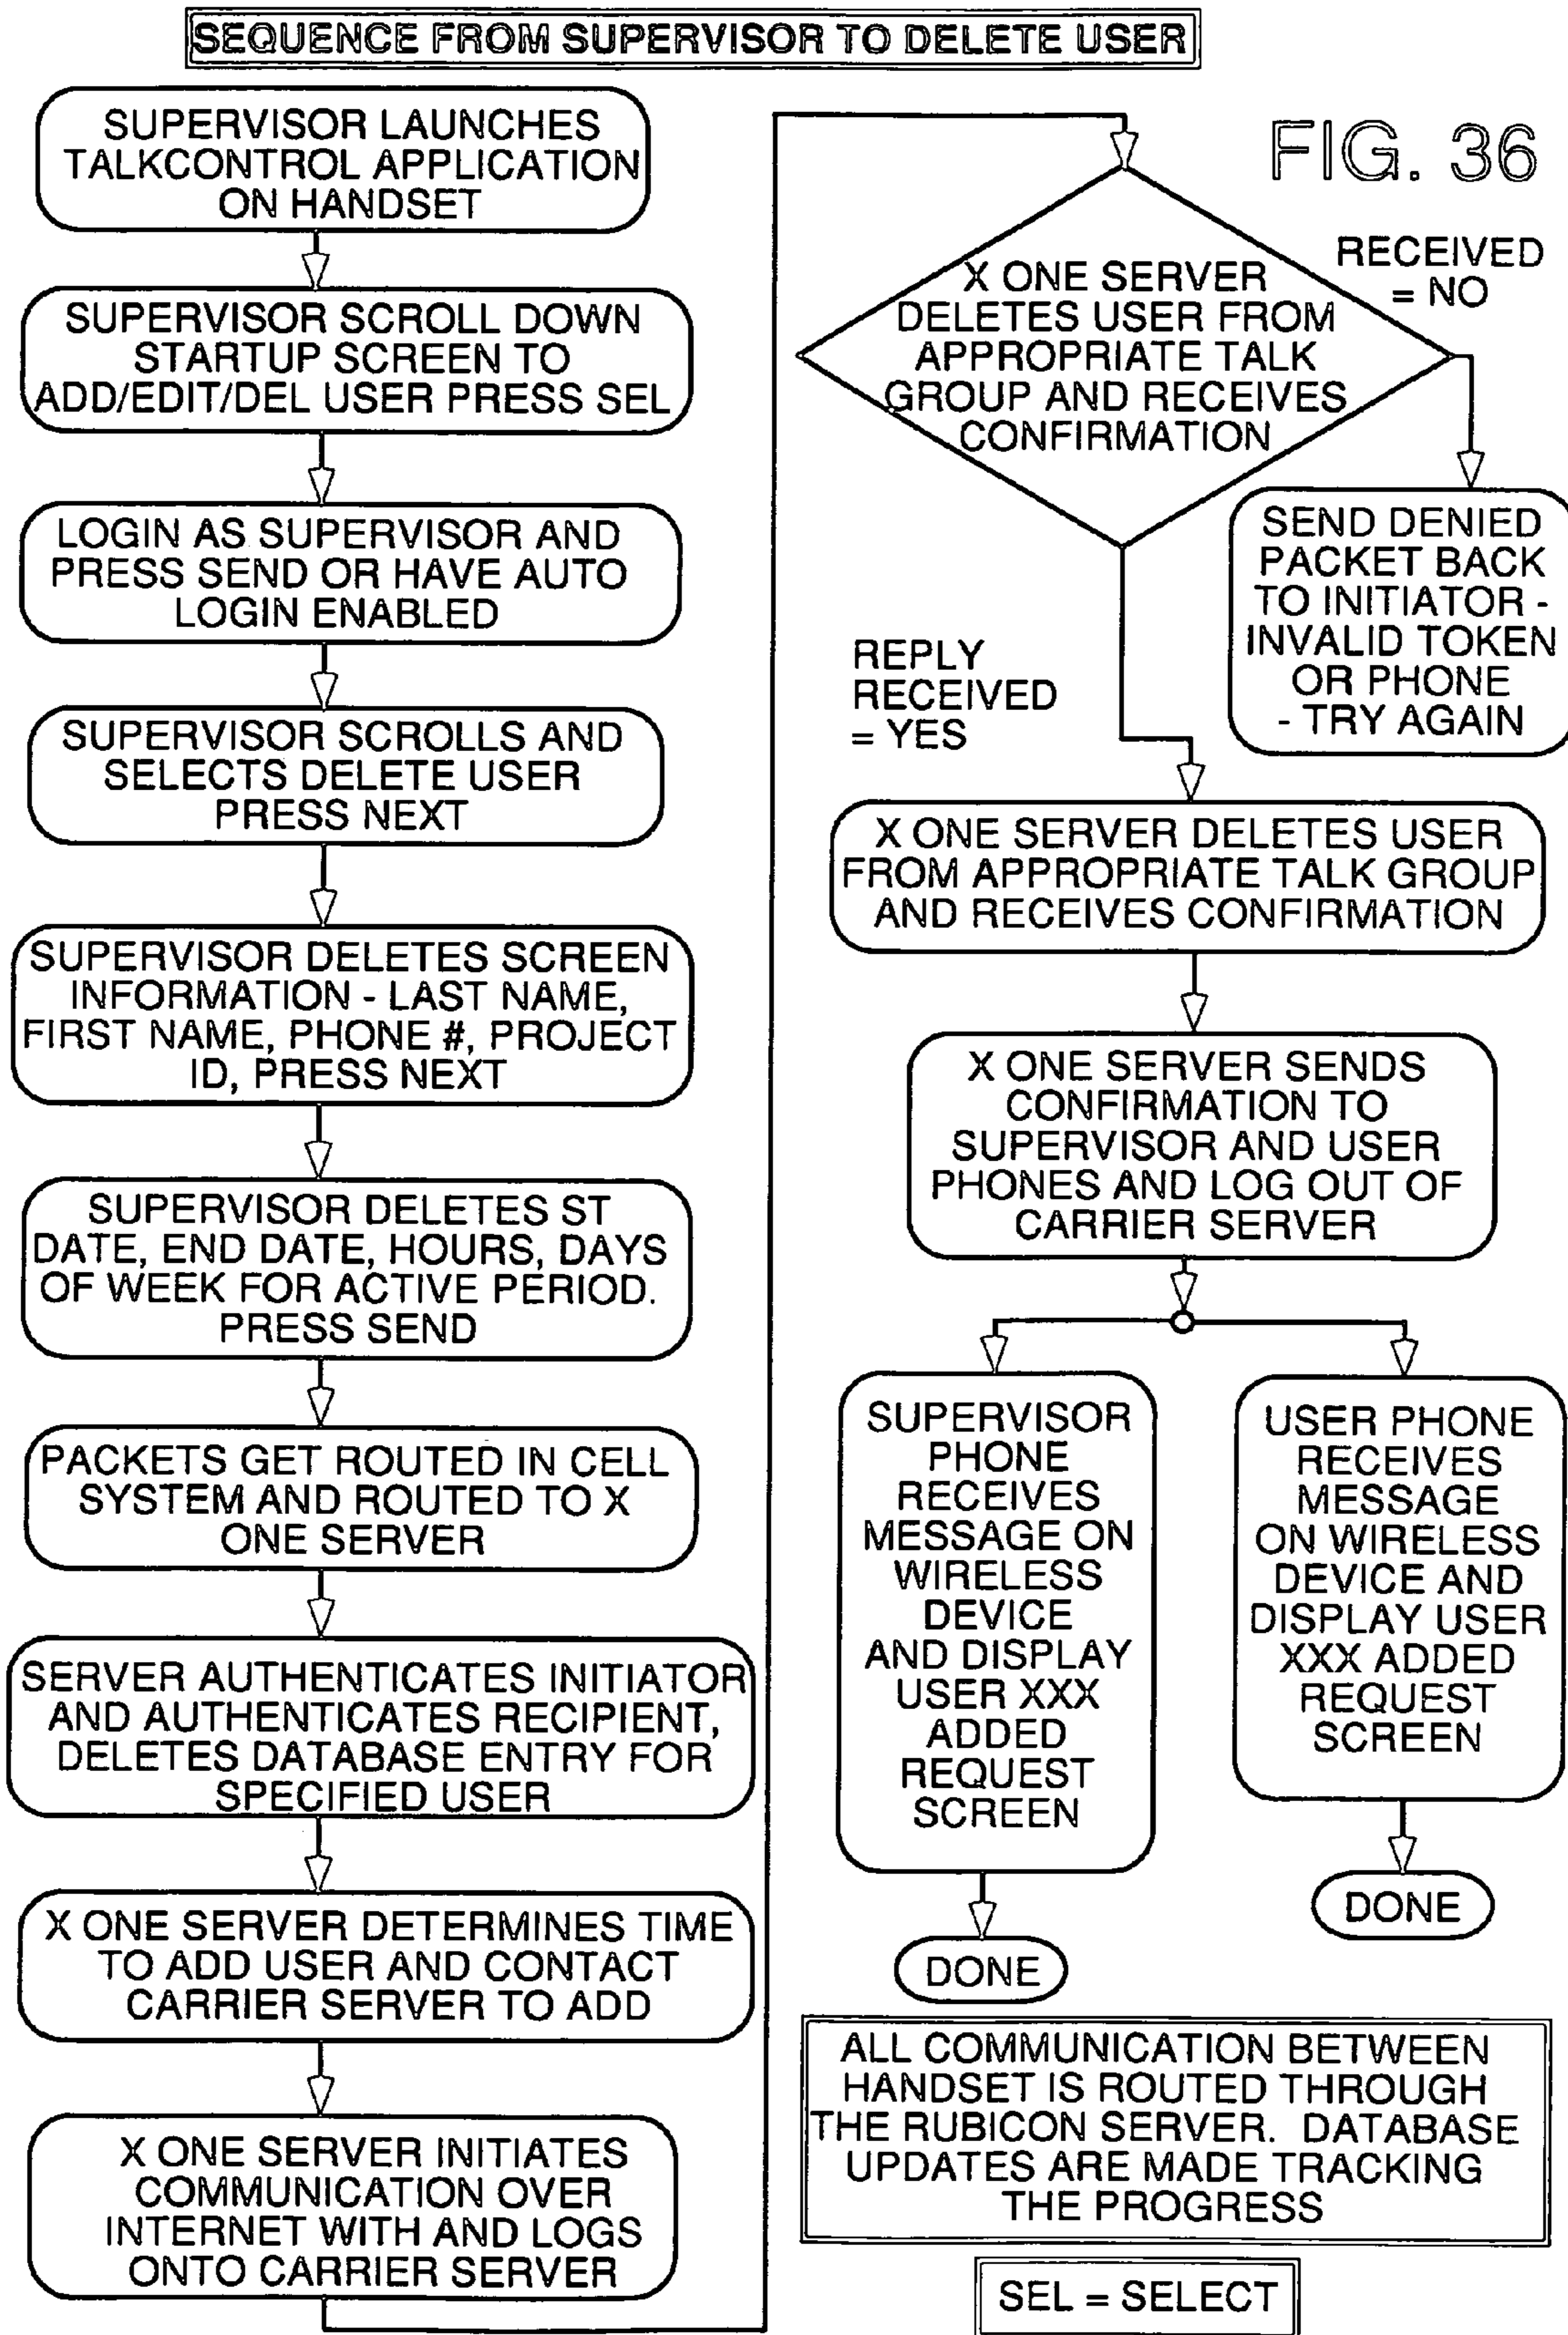 SEQUENCE FROM SUPERVISOR TO DELETE USER
SUPERVISOR LAUNCHES
TALKCONTROL APPLICATION
ON HANDSET
SUPERVISOR SCROLL DOWN
STARTUP SCREEN TO
ADD/EDIT/DEL USER PRESS SEL
LOGIN AS SUPERVISOR AND
PRESS SEND OR HAVE AUTO
LOGIN ENABLED
SUPERVISOR SCROLLS AND
SELECTS DELETE USER
PRESS NEXT
SUPERVISOR DELETES SCREEN
INFORMATION - LAST NAME,
FIRST NAME, PHONE #, PROJECT
ID, PRESS NEXT
SUPERVISOR DELETES ST
DATE, END DATE, HOURS, DAYS
OF WEEK FOR ACTIVE PERIOD.
PRESS SEND
PACKETS GET ROUTED IN CELL
SYSTEM AND ROUTED TO X
ONE SERVER
SERVER AUTHENTICATES INITIATOR
AND AUTHENTICATES RECIPIENT,
DELETES DATABASE ENTRY FOR
SPECIFIED USER
X ONE SERVER DETERMINES TIME
TO ADD USER AND CONTACT
CARRIER SERVER TO ADD
X ONE SERVER INITIATES
COMMUNICATION OVER
INTERNET WITH AND LOGS
ONTO CARRIER SERVER
FIG. 36
X ONE SERVER
DELETES USER FROM
APPROPRIATE TALK
GROUP AND RECEIVES
CONFIRMATION
RECEIVED
= NO
SEND DENIED
PACKET BACK
TO INITIATOR -
INVALID TOKEN
OR PHONE
- TRY AGAIN
REPLY
RECEIVED
= YES
X ONE SERVER DELETES USER
FROM APPROPRIATE TALK GROUP
AND RECEIVES CONFIRMATION
X ONE SERVER SENDS
CONFIRMATION TO
SUPERVISOR AND USER
PHONES AND LOG OUT OF
CARRIER SERVER
SUPERVISOR
PHONE
RECEIVES
MESSAGE ON
WIRELESS
DEVICE
AND DISPLAY
USER XXX
ADDED
REQUEST
SCREEN
DONE
USER PHONE
RECEIVES
MESSAGE
ON WIRELESS
DEVICE AND
DISPLAY USER
XXX ADDED
REQUEST
SCREEN
DONE
ALL COMMUNICATION BETWEEN
HANDSET IS ROUTED THROUGH
THE RUBICON SERVER. DATABASE
UPDATES ARE MADE TRACKING
THE PROGRESS
SEL = SELECT